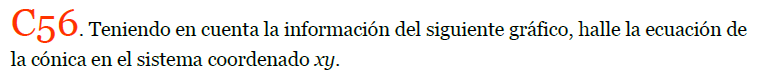 C56. Teniendo en cuenta la información del siguiente gráfico, halle la ecuación de
la cónica en el sistema coordenado xy.